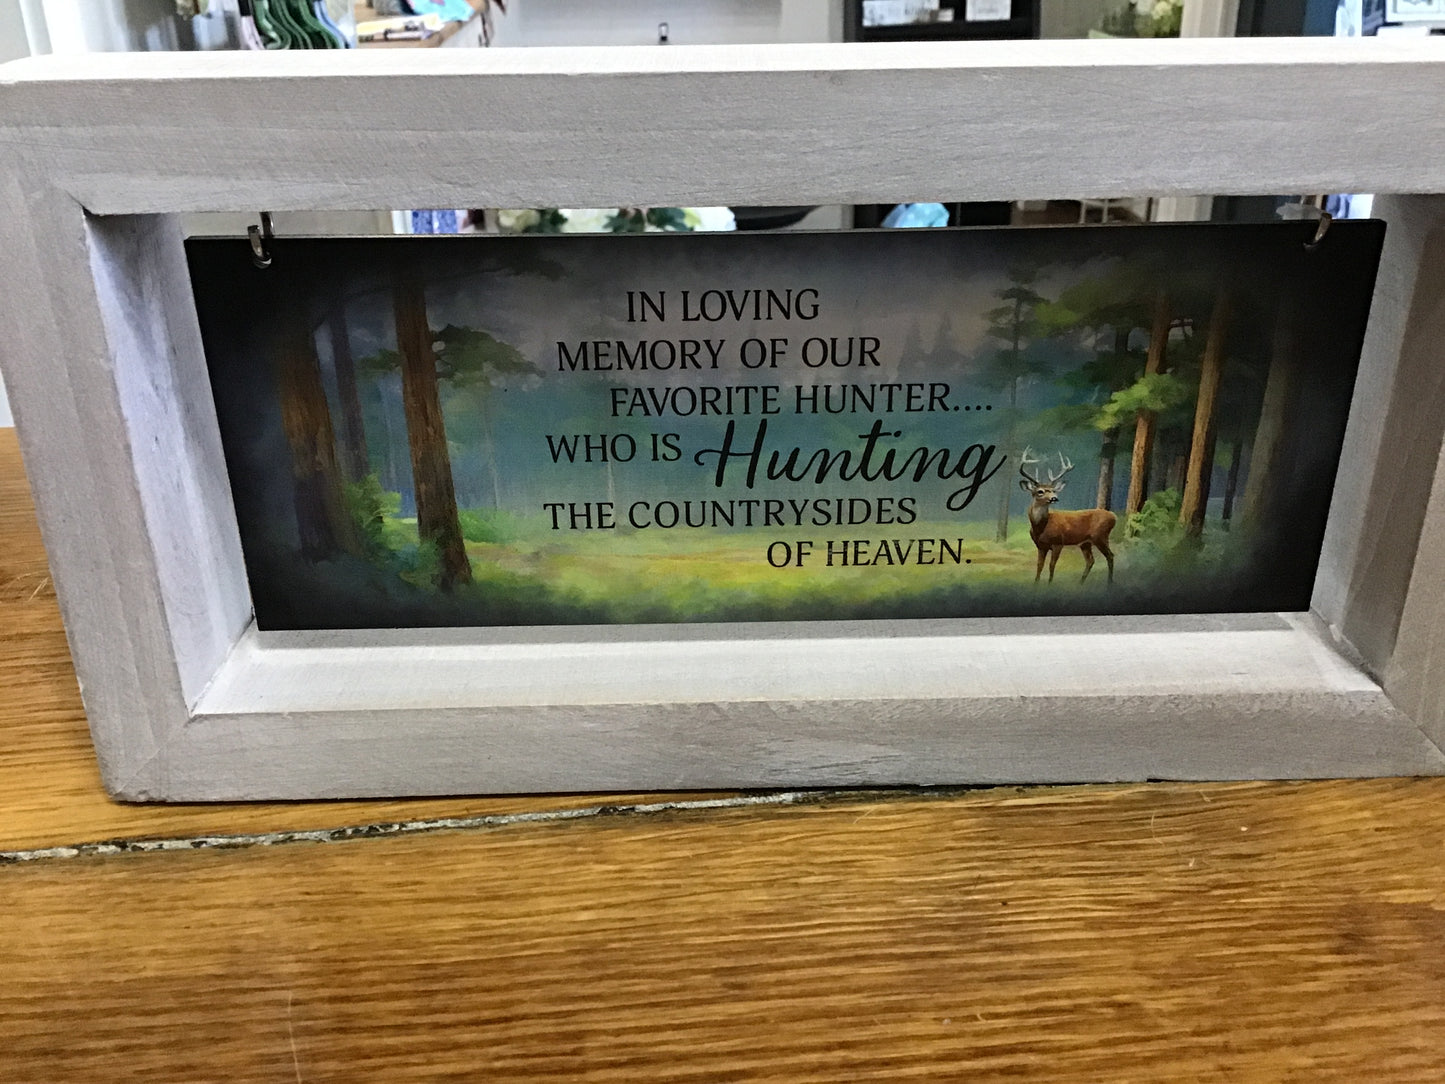 IN LOVING
MEMORY OF OUR
FAVORITE HUNTER....
WHO IS Hunting
THE COUNTRYSIDES
OF HEAVEN.